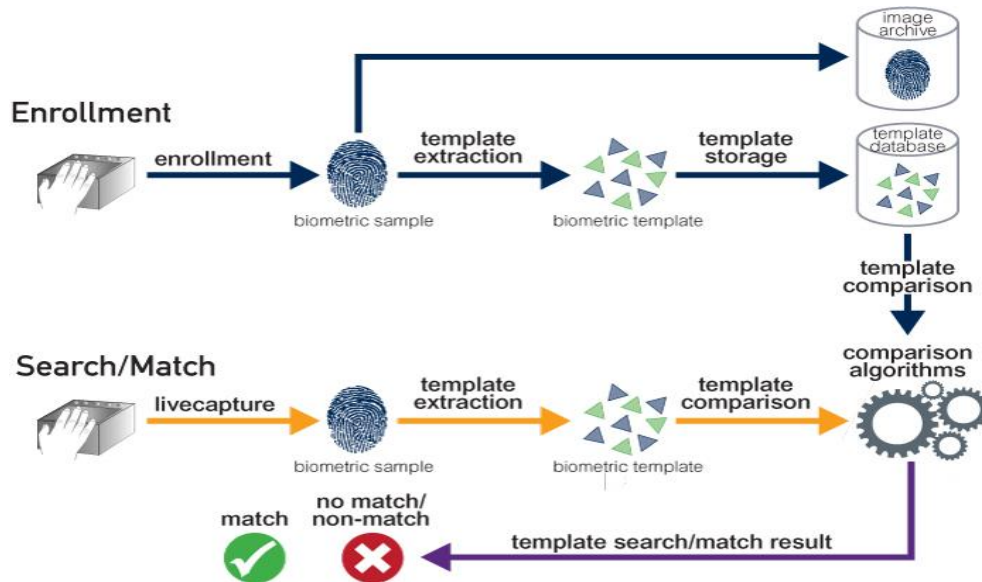 image
archive
Enrollment
enrollment
template
extraction
template
storage
template
database
biometric sample
biometric template
template
comparison
Search/Match
comparison
algorithms
livecapture
template
extraction
template
comparison
biometric sample
biometric template
match
no match/
non-match
template search/match result